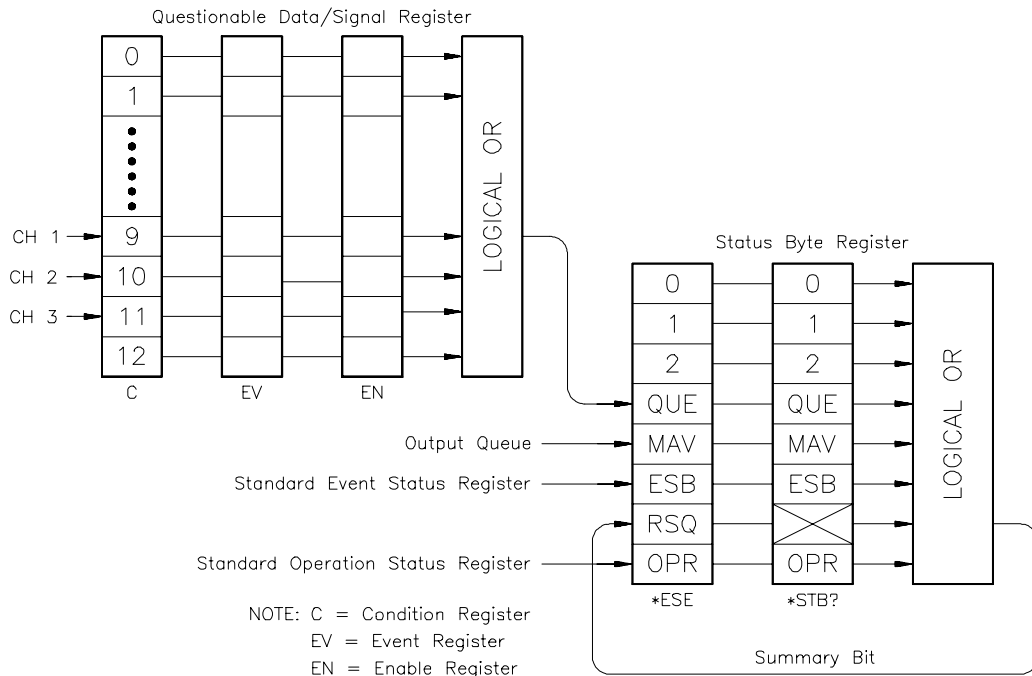 Questionable Data/Signal Register
0
1
9
10
11
12
CH 1
CH 2
CH 3
C
EV
EN
LOGICAL OR
Status Byte Register
0 0
1 1
2 2
QUE QUE
MAV MAV
ESB ESB
RSQ
OPR OPR
*ESE *STB?
LOGICAL OR
Output Queue
Standard Event Status Register
Standard Operation Status Register
Summary Bit
NOTE: C = Condition Register
EV = Event Register
EN = Enable Register